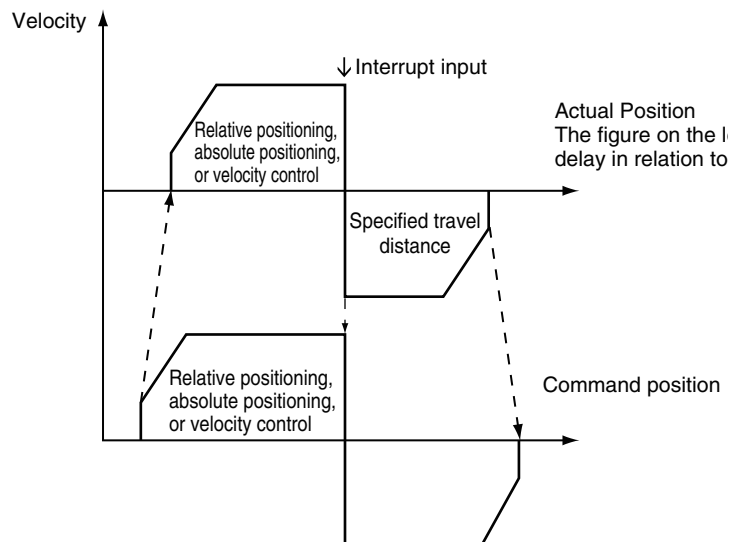 Velocity
Interrupt input
Relative positioning,
absolute positioning,
or velocity control
Actual Position
The figure on the
delay in relation to
Specified travel
distance
Relative positioning,
absolute positioning,
or velocity control
Command position